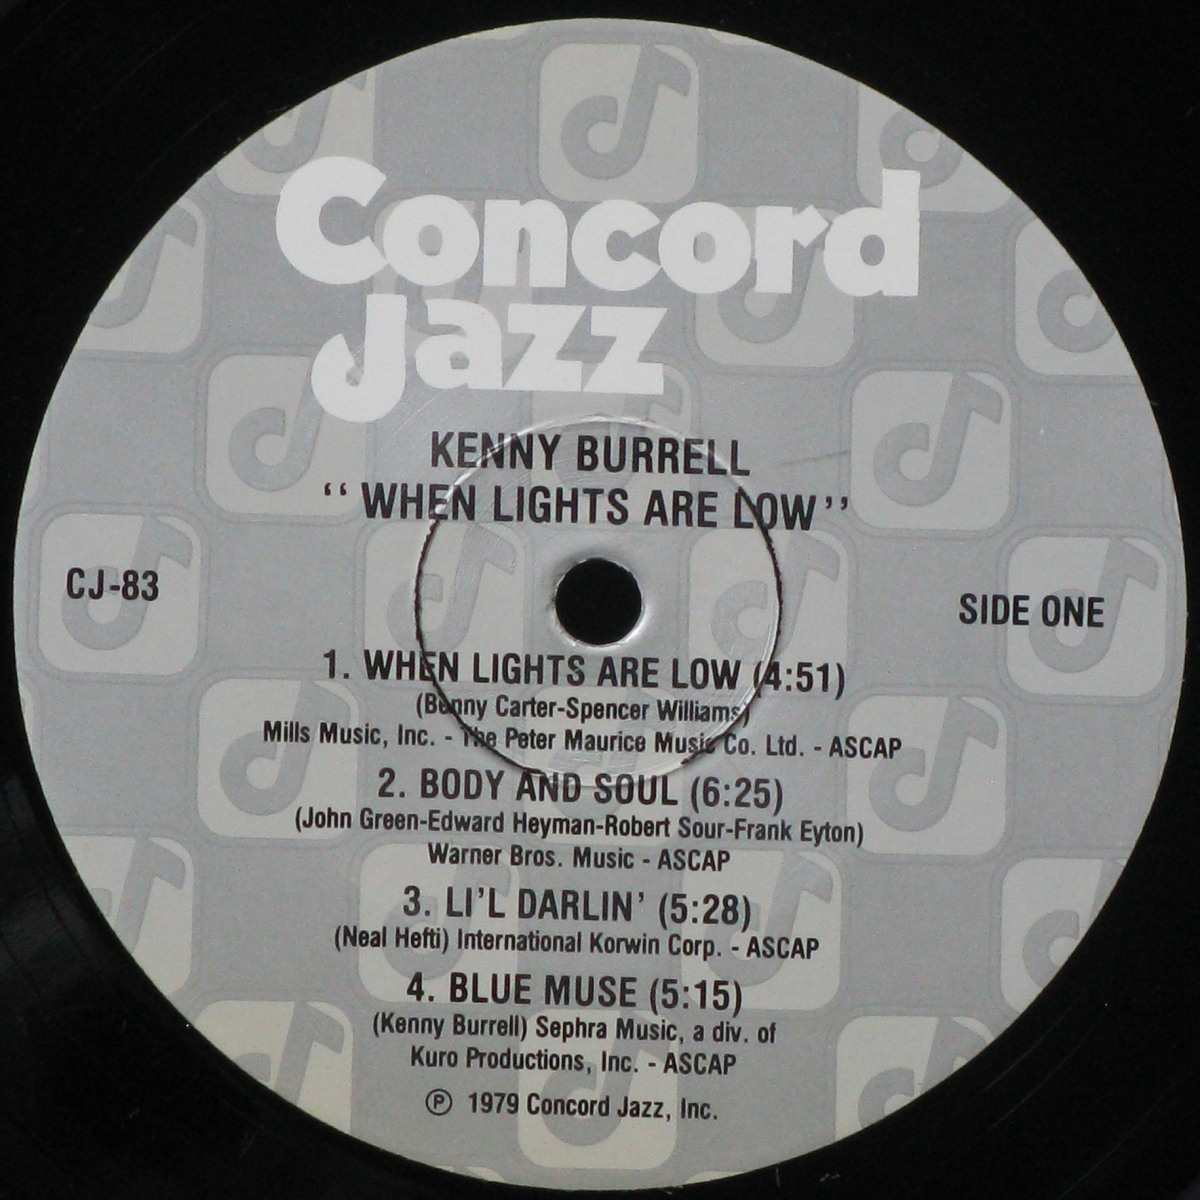 Concord
Jazz
KENNY BURRELL
“WHEN LIGHTS ARE LOW”
CJ-83
SIDE ONE
1. WHEN LIGHTS ARE LOW (4:51)
(Benny Carter-Spencer Williams)
Mills Music, Inc. - The Peter Maurice Music Co. Ltd. - ASCAP
2. BODY AND SOUL (6:25)
(John Green-Edward Heyman-Robert Sour-Frank Eyton)
Warner Bros. Music - ASCAP
3. LI'L DARLIN' (5:28)
(Neal Hefti) International Korwin Corp. - ASCAP
4. BLUE MUSE (5:15)
(Kenny Burrell) Sephra Music, a div. of
Kuro Productions, Inc. - ASCAP
℗ 1979 Concord Jazz, Inc.